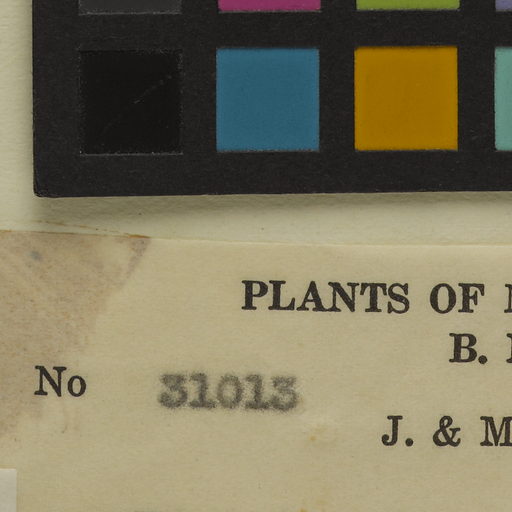 PLANTS OF
B.
No 31013
J. & M